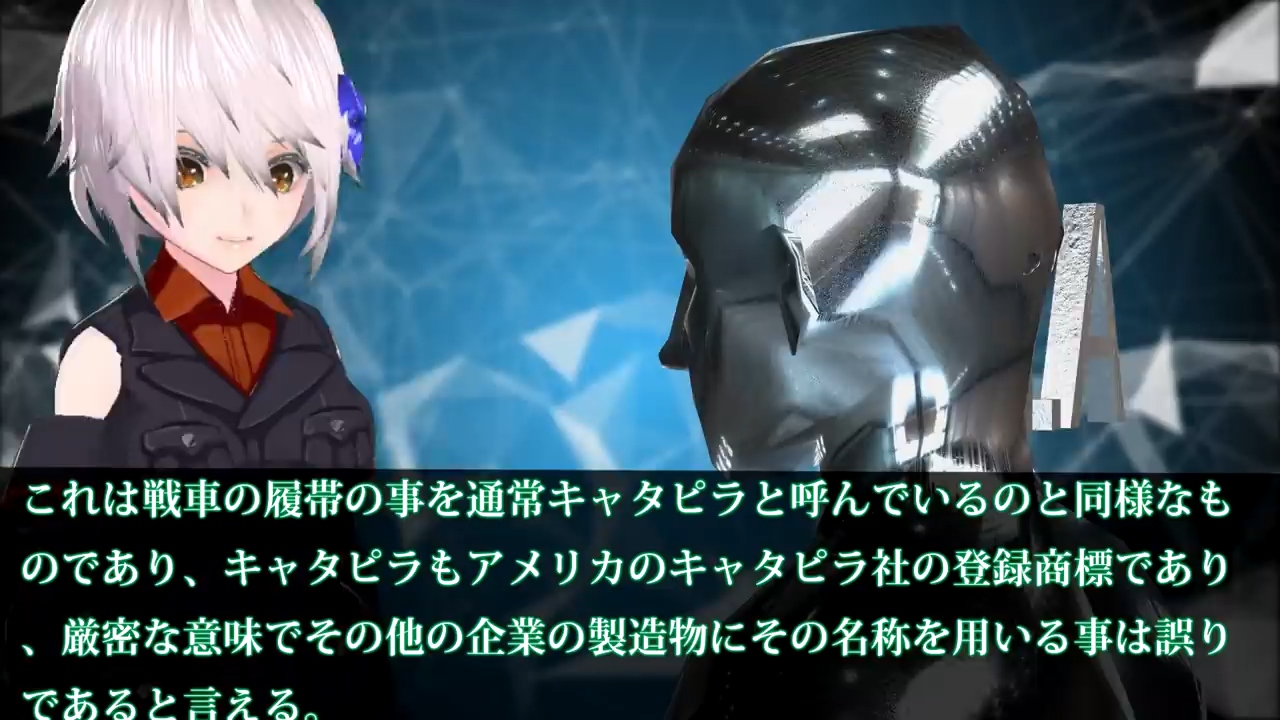 これは戦車の履帯の事を通常キャタピラと呼んでいるのと同様なも
のであり、キャタピラもアメリカのキャタピラ社の登録商標であり
、厳密な意味でその他の企業の製造物にその名称を用いる事は誤り
であると言える。
A